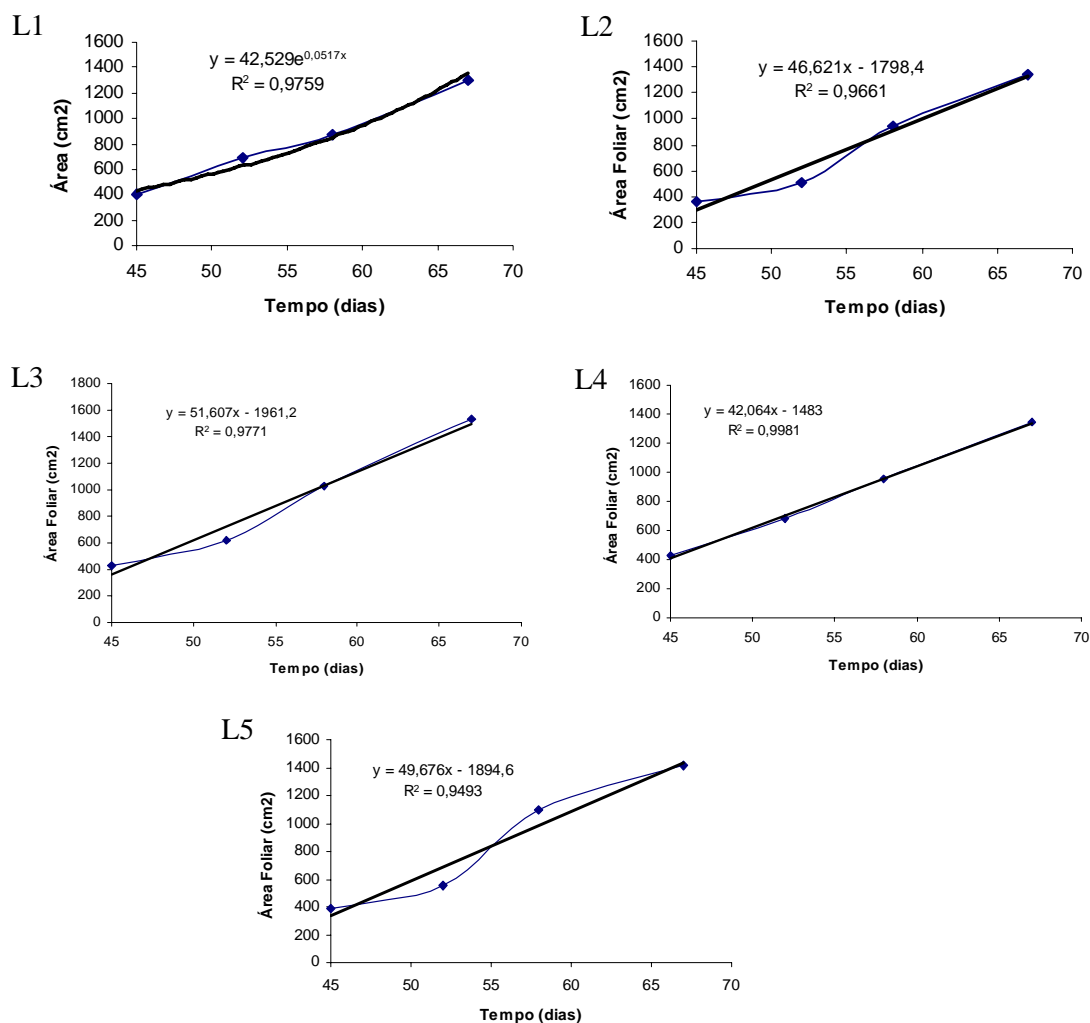 L1
y = 42,529e^0,0517x
R² = 0,9759
Área (cm2)
1600
1400
1200
1000
800
600
400
200
0
45 50 55 60 65 70
Tempo (dias)
L2
y = 46,621x - 1798,4
R² = 0,9661
Área Foliar (cm2)
1600
1400
1200
1000
800
600
400
200
0
45 50 55 60 65 70
Tempo (dias)
L3
y = 51,607x - 1961,2
R² = 0,9771
Área Foliar (cm2)
1800
1600
1400
1200
1000
800
600
400
200
0
45 50 55 60 65 70
Tempo (dias)
L4
y = 42,064x - 1483
R² = 0,9981
Área Foliar (cm2)
1600
1400
1200
1000
800
600
400
200
0
45 50 55 60 65 70
Tempo (dias)
L5
y = 49,676x - 1894,6
R² = 0,9493
Área Foliar (cm2)
1600
1400
1200
1000
800
600
400
200
0
45 50 55 60 65 70
Tempo (dias)